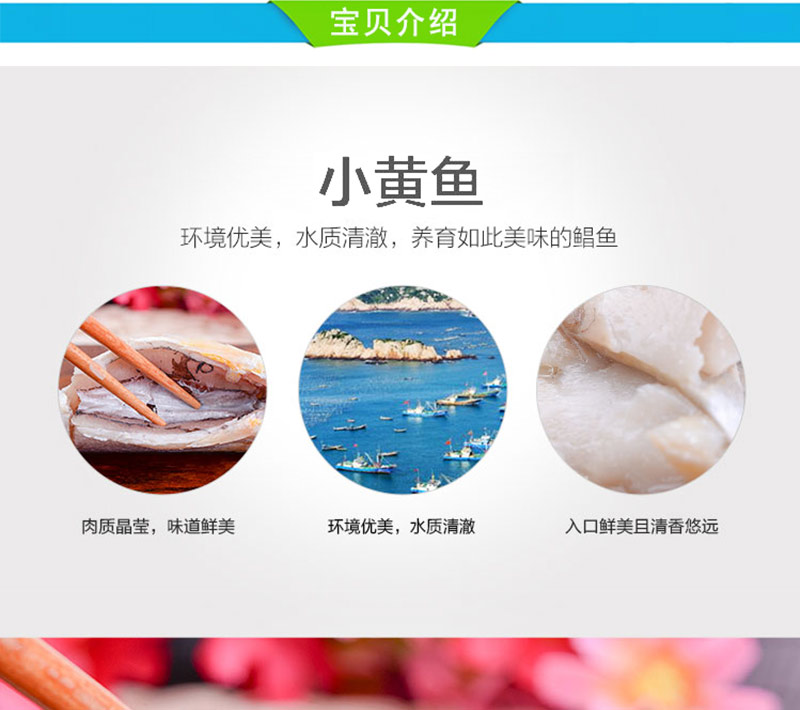 宝贝介绍
小黄鱼
环境优美，水质清澈，养育如此美味的鲳鱼
肉质晶莹，味道鲜美
环境优美，水质清澈
入口鲜美且清香悠远